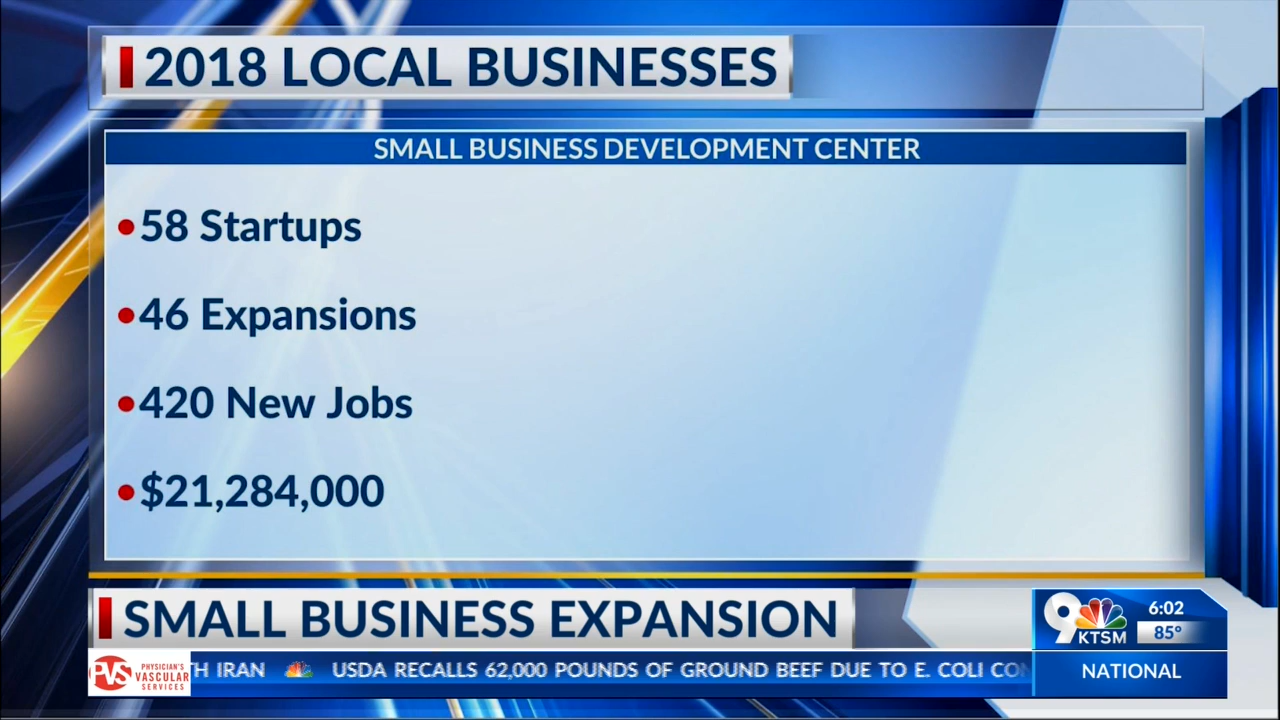 2018 LOCAL BUSINESSES
SMALL BUSINESS DEVELOPMENT CENTER
•58 Startups
•46 Expansions
•420 New Jobs
•$21,284,000
SMALL BUSINESS EXPANSION
9 KTSM
6:02
85°
PVS PHYSICIAN'S VASCULAR SERVICES
IRAN USDA RECALLS 62,000 POUNDS OF GROUND BEEF DUE TO E. COLI
NATIONAL